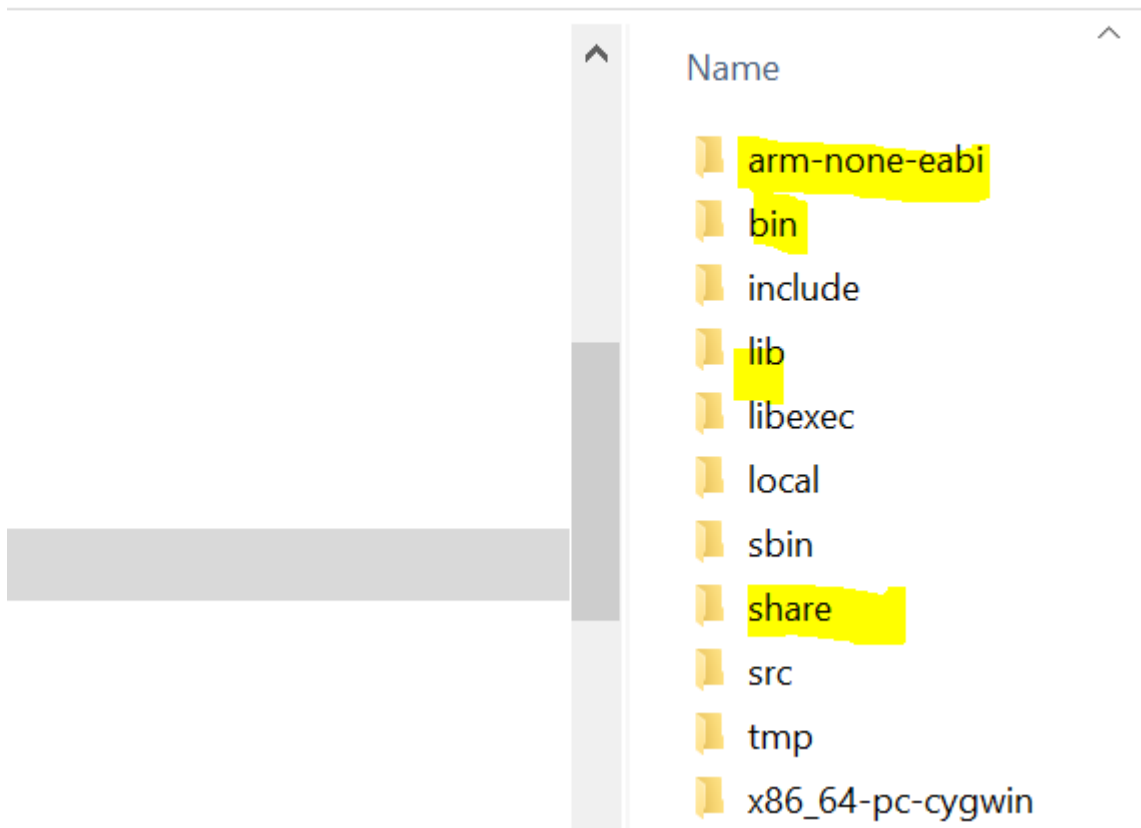 Name
arm-none-eabi
bin
include
lib
libexec
local
sbin
share
src
tmp
x86_64-pc-cygwin